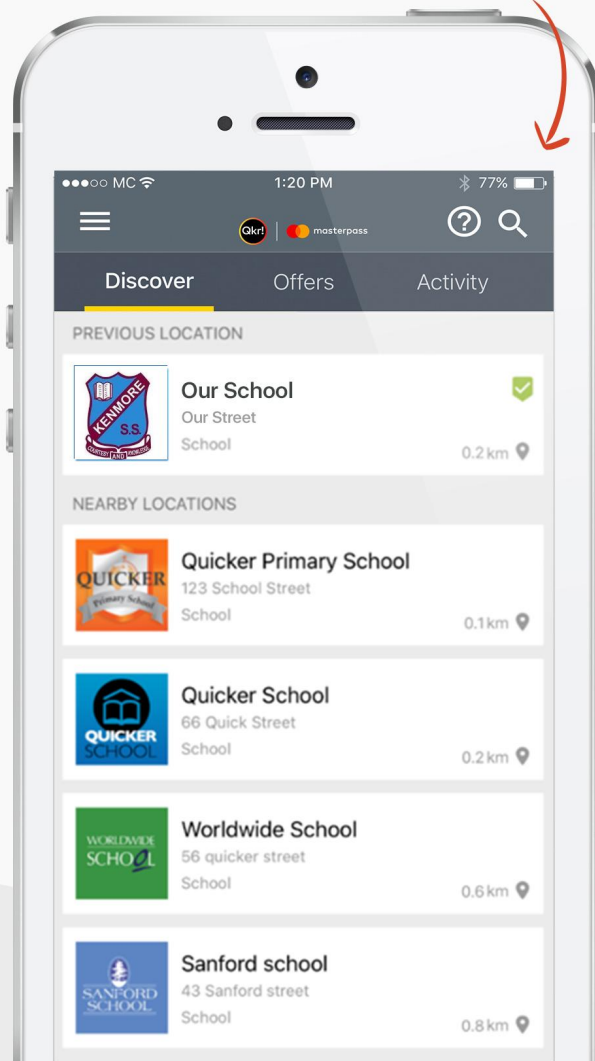 MC
1:20 PM
77%
Qkr!
masterpass
Discover
Offers
Activity
PREVIOUS LOCATION
KENMORE
S.S.
COURTESY AND KNOWLEDGE
Our School
Our Street
School
0.2 km
NEARBY LOCATIONS
QUICKER
Primary School
Quicker Primary School
123 School Street
School
0.1 km
QUICKER
SCHOOL
Quicker School
66 Quick Street
School
0.2 km
WORLDWIDE
SCHOOL
Worldwide School
56 quicker street
School
0.6 km
SANFORD
SCHOOL
Sanford school
43 Sanford street
School
0.8 km